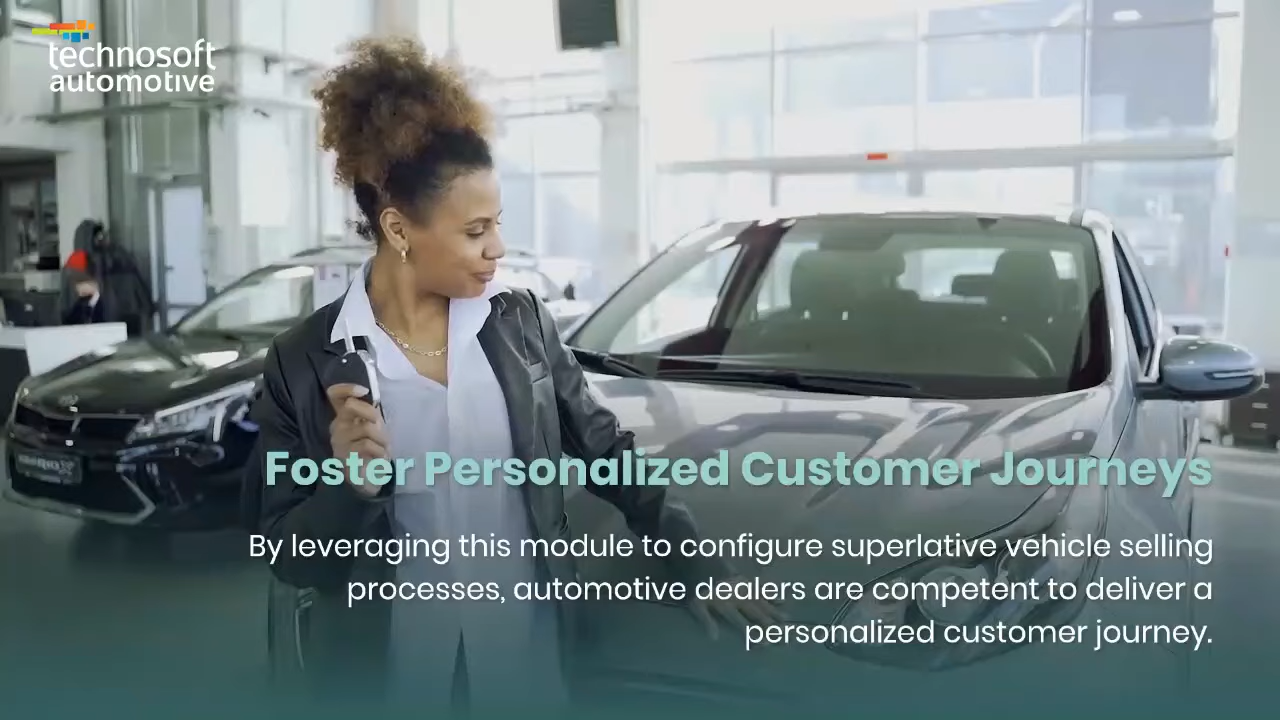 technosoft
automotive
Foster Personalized Customer Journeys
By leveraging this module to configure superlative vehicle selling
processes, automotive dealers are competent to deliver a
personalized customer journey.